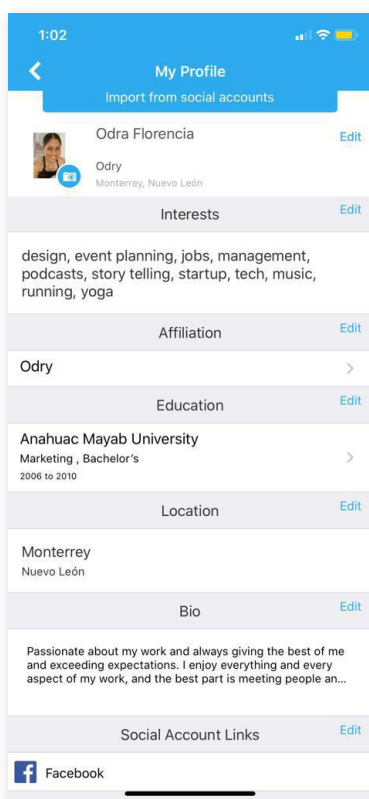 1:02
My Profile
Import from social accounts
Odra Florencia
Edit
Odry
Monterrey, Nuevo León
Interests
Edit
design, event planning, jobs, management,
podcasts, story telling, startup, tech, music,
running, yoga
Affiliation
Edit
Odry
Education
Edit
Anahuac Mayab University
Marketing , Bachelor's
2006 to 2010
Location
Edit
Monterrey
Nuevo León
Bio
Edit
Passionate about my work and always giving the best of me
and exceeding expectations. I enjoy everything and every
aspect of my work, and the best part is meeting people an...
Social Account Links
Edit
Facebook